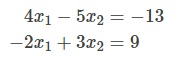 4x₁ − 5x₂ = −13
−2x₁ + 3x₂ = 9